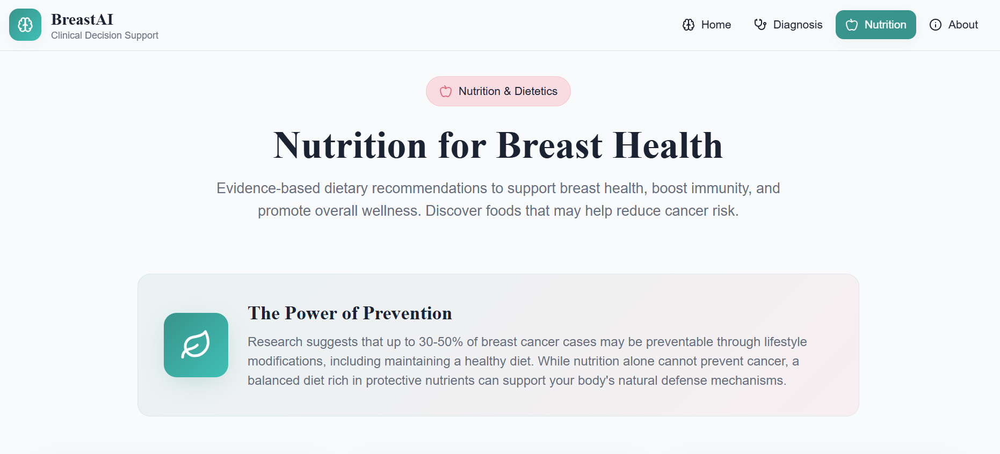 BreastAI
Clinical Decision Support
Home
Diagnosis
Nutrition
About
Nutrition & Dietetics
Nutrition for Breast Health
Evidence-based dietary recommendations to support breast health, boost immunity, and
promote overall wellness. Discover foods that may help reduce cancer risk.
The Power of Prevention
Research suggests that up to 30-50% of breast cancer cases may be preventable through lifestyle
modifications, including maintaining a healthy diet. While nutrition alone cannot prevent cancer, a
balanced diet rich in protective nutrients can support your body's natural defense mechanisms.